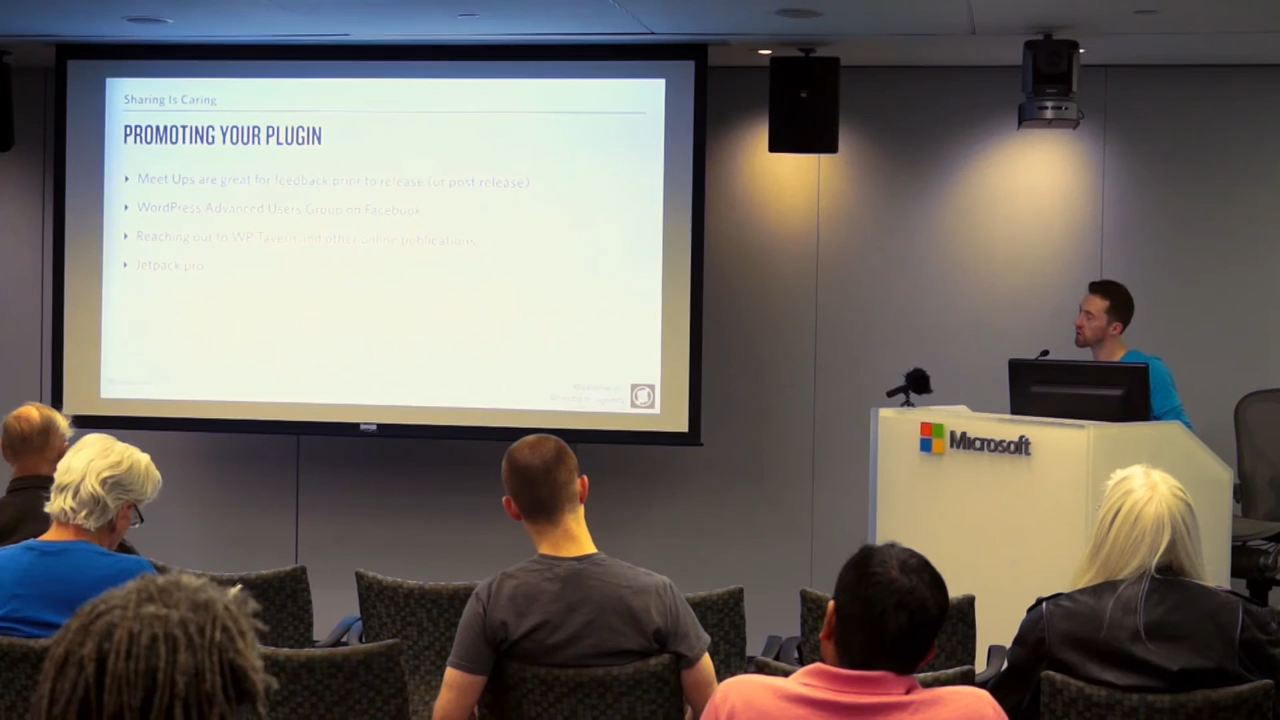 Sharing Is Caring
PROMOTING YOUR PLUGIN
Meet Ups are great for feedback prior to release (or post release)
WordPress Advanced Users Group on Facebook
Reaching out to WP Tavern and other online publications
Jetpack pro
Microsoft